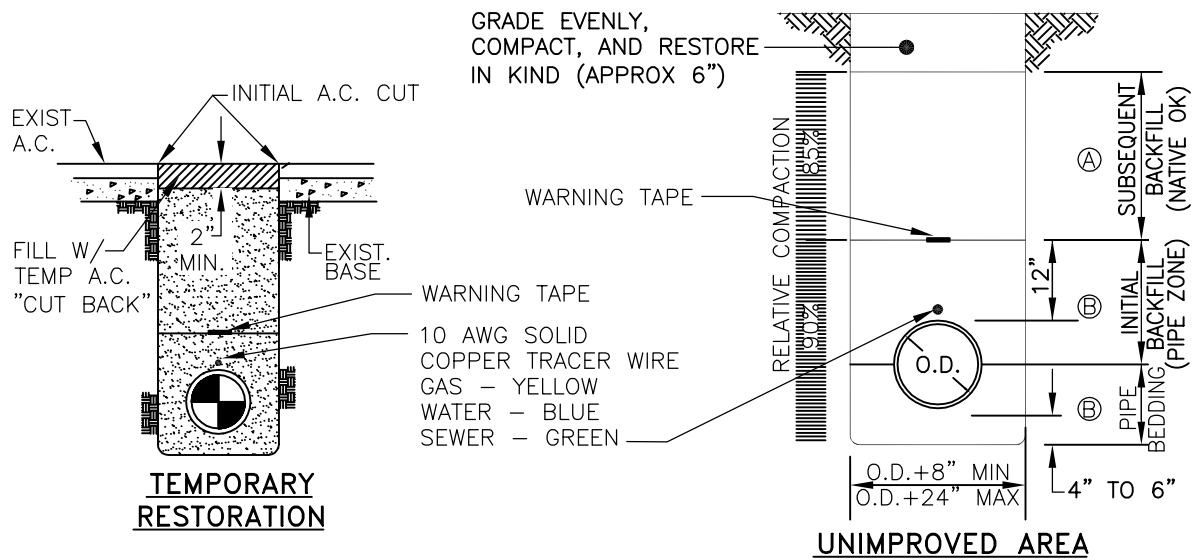 INITIAL A.C. CUT
EXIST
A.C.
2"
MIN.
FILL W/
TEMP A.C.
"CUT BACK"
EXIST.
BASE
WARNING TAPE
10 AWG SOLID
COPPER TRACER WIRE
GAS – YELLOW
WATER – BLUE
SEWER – GREEN
TEMPORARY
RESTORATION
GRADE EVENLY,
COMPACT, AND RESTORE
IN KIND (APPROX 6")
WARNING TAPE
RELATIVE COMPACTION
85%
RELATIVE COMPACTION
90%
A
SUBSEQUENT
BACKFILL
(NATIVE OK)
12"
B
INITIAL
BACKFILL
(PIPE ZONE)
O.D.
B
PIPE
BEDDING
O.D.+8" MIN
O.D.+24" MAX
4" TO 6"
UNIMPROVED AREA